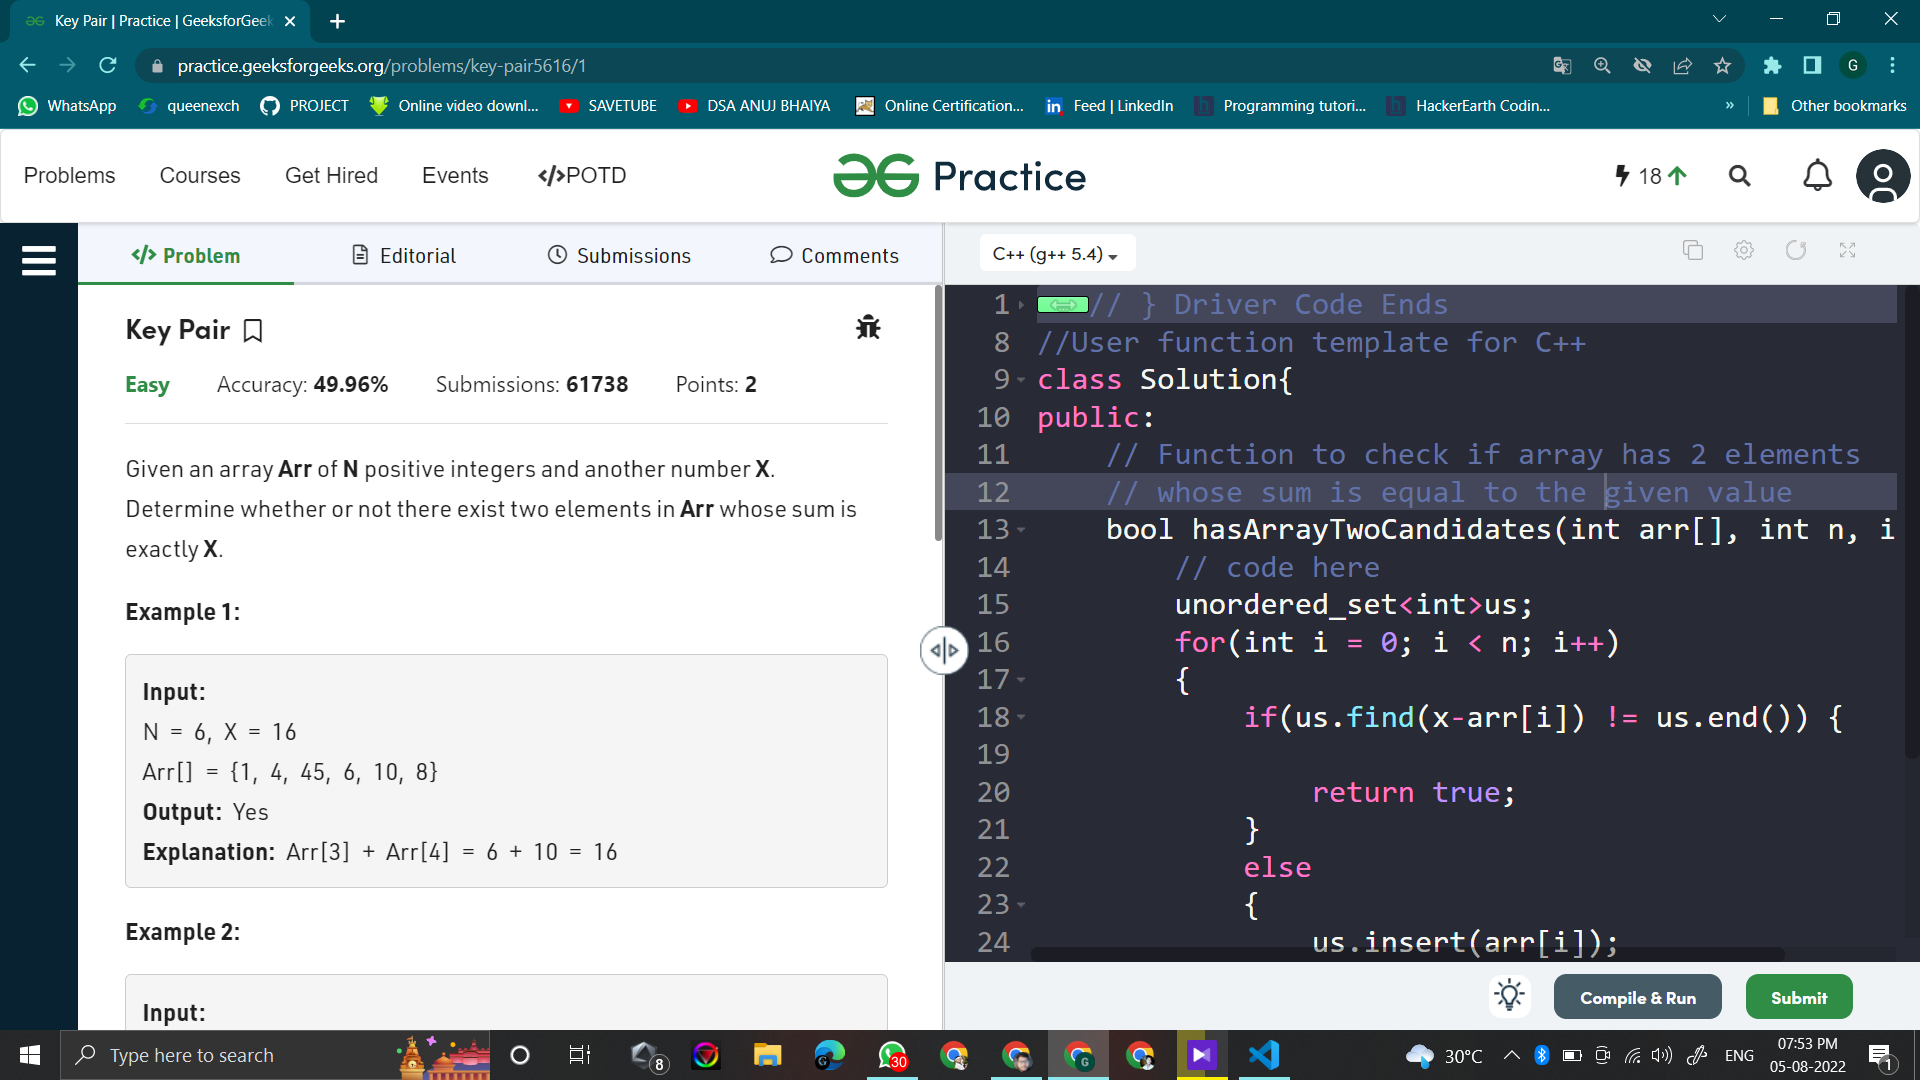 Key Pair | Practice | GeeksforGeek
practice.geeksforgeeks.org/problems/key-pair5616/1
G
WhatsApp
queenexch
PROJECT
Online video downl...
SAVETUBE
DSA ANUJ BHAIYA
Online Certification...
Feed | LinkedIn
Programming tutori...
HackerEarth Codin...
»
Other bookmarks
Problems
Courses
Get Hired
Events
</>POTD
Practice
18
</> Problem
Editorial
Submissions
Comments
C++ (g++ 5.4)
Key Pair
Easy Accuracy: 49.96% Submissions: 61738 Points: 2
Given an array Arr of N positive integers and another number X.
Determine whether or not there exist two elements in Arr whose sum is
exactly X.
Example 1:
Input:
N = 6, X = 16
Arr[] = {1, 4, 45, 6, 10, 8}
Output: Yes
Explanation: Arr[3] + Arr[4] = 6 + 10 = 16
Example 2:
Input:
1 // } Driver Code Ends
8 //User function template for C++
9 class Solution{
10 public:
11 // Function to check if array has 2 elements
12 // whose sum is equal to the given value
13 bool hasArrayTwoCandidates(int arr[], int n, i
14 // code here
15 unordered_set<int>us;
16 for(int i = 0; i < n; i++)
17 {
18 if(us.find(x-arr[i]) != us.end()) {
19
20 return true;
21 }
22 else
23 {
24 us.insert(arr[i]);
Compile & Run
Submit
Type here to search
8
30
30°C
ENG
07:53 PM
05-08-2022
1